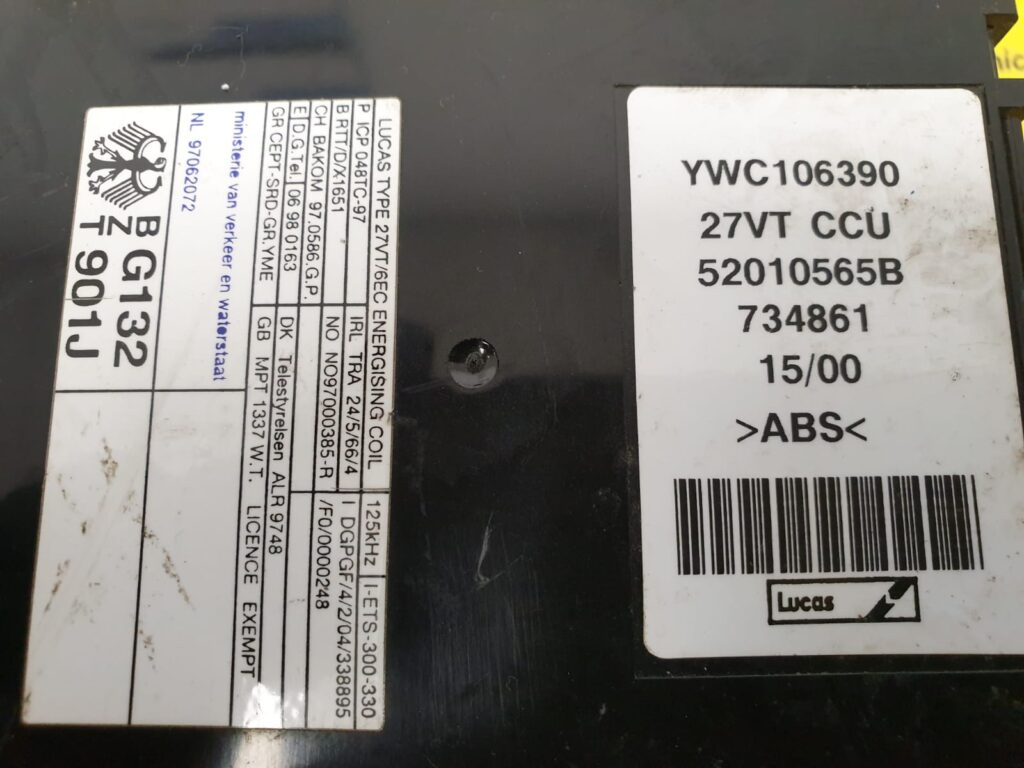 LUCAS TYPE 27VT/6EC ENERGISING COIL 125kHz I-ETS-300-330
P ICP 048TC-97 IRL TRA 24/5/66/4 I DGPGF/4/2/04/338895
B RTT/D/X1651 NO NO97000385-R /F0/0000248
CH BAKOM 97.0586.G.P.
E D.G.Tel 06 98 0163 DK Telestyrelsen ALR 9748
GR CEPT-SRD-GR.YME GB MPT 1337 W.T. LICENCE EXEMPT
ministerie van verkeer en waterstaat
NL 97062072
B G132
Z
T 901J
YWC106390
27VT CCU
52010565B
734861
15/00
>ABS<
Lucas